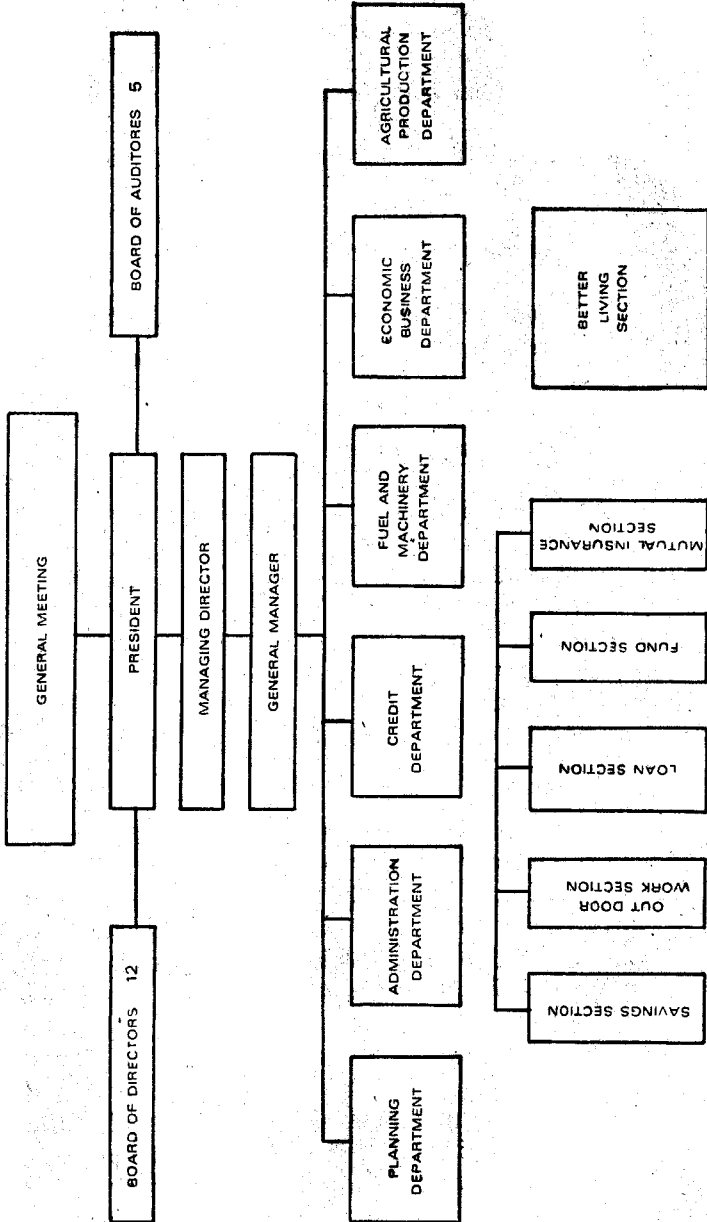 GENERAL MEETING
BOARD OF DIRECTORS 12
PRESIDENT
BOARD OF AUDITORES 5
MANAGING DIRECTOR
GENERAL MANAGER
PLANNING
DEPARTMENT
ADMINISTRATION
DEPARTMENT
CREDIT
DEPARTMENT
FUEL AND
MACHINERY
DEPARTMENT
ECONOMIC
BUSINESS
DEPARTMENT
AGRICULTURAL
PRODUCTION
DEPARTMENT
SAVINGS SECTION
OUT DOOR
WORK SECTION
LOAN SECTION
FUND SECTION
MUTUAL INSURANCE
SECTION
BETTER
LIVING
SECTION